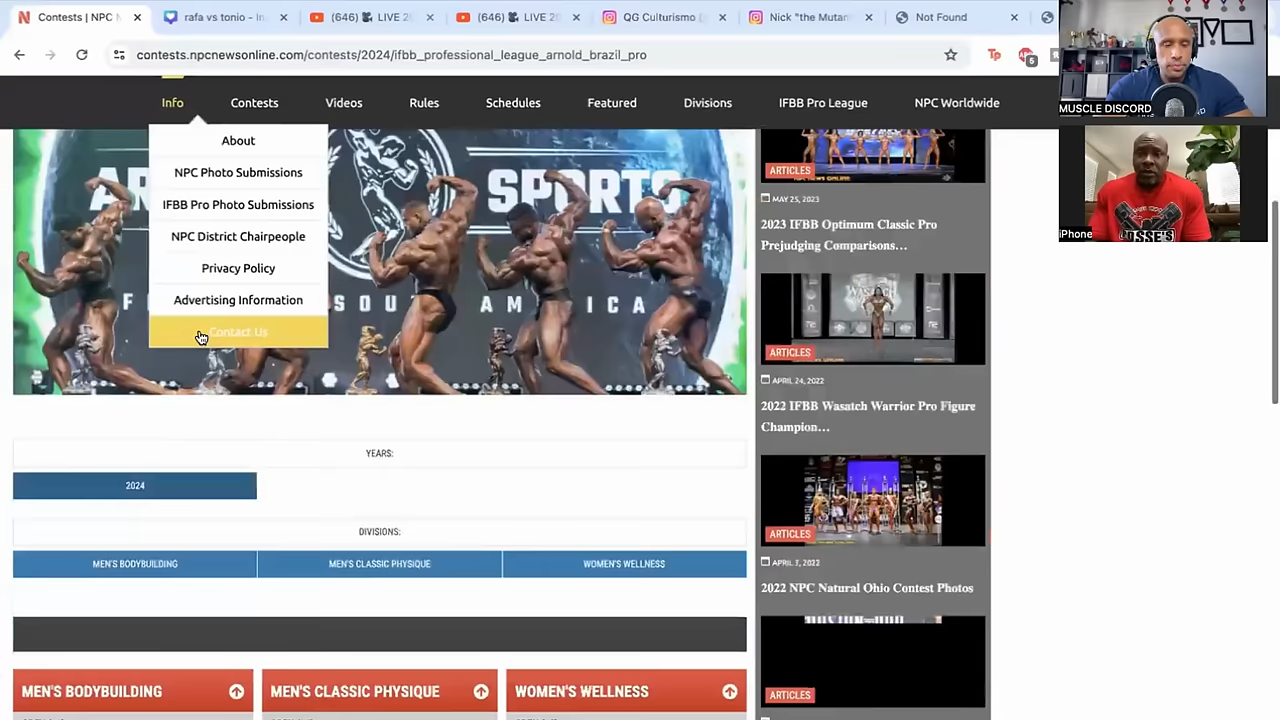 Contests | NPC N
rafa vs tonio - In
(646) 🎥 LIVE 2
(646) 🎥 LIVE 2
QG Culturismo (
Nick "the Mutan
Not Found
contests.npcnewsonline.com/contests/2024/ifbb_professional_league_arnold_brazil_pro
Tp
5
Info
Contests
Videos
Rules
Schedules
Featured
Divisions
IFBB Pro League
NPC Worldwide
About
NPC Photo Submissions
IFBB Pro Photo Submissions
NPC District Chairpeople
Privacy Policy
Advertising Information
Contact Us
AR
SPORTS
SOU
AMERICA
YEARS:
2024
DIVISIONS:
MEN'S BODYBUILDING
MEN'S CLASSIC PHYSIQUE
WOMEN'S WELLNESS
MEN'S BODYBUILDING
MEN'S CLASSIC PHYSIQUE
WOMEN'S WELLNESS
ARTICLES
MAY 25, 2023
2023 IFBB Optimum Classic Pro
Prejudging Comparisons...
ARTICLES
APRIL 24, 2022
2022 IFBB Wasatch Warrior Pro Figure
Champion...
ARTICLES
APRIL 7, 2022
2022 NPC Natural Ohio Contest Photos
ARTICLES
MUSCLE DISCORD
iPhone